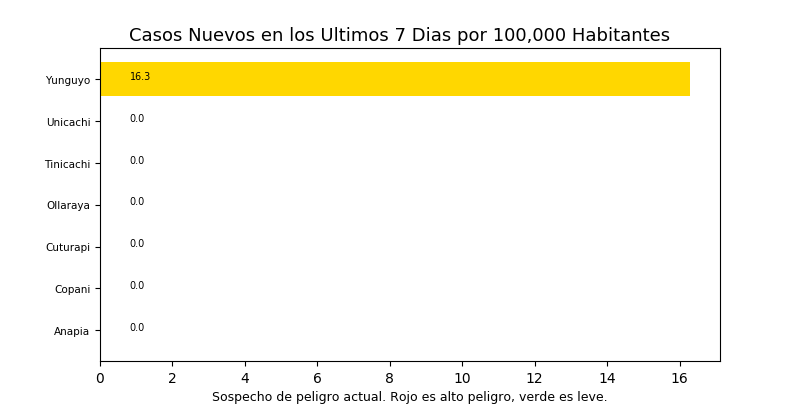 Casos Nuevos en los Ultimos 7 Dias por 100,000 Habitantes
Yunguyo 16.3
Unicachi 0.0
Tinicachi 0.0
Ollaraya 0.0
Cuturapi 0.0
Copani 0.0
Anapia 0.0
0 2 4 6 8 10 12 14 16
Sospecho de peligro actual. Rojo es alto peligro, verde es leve.